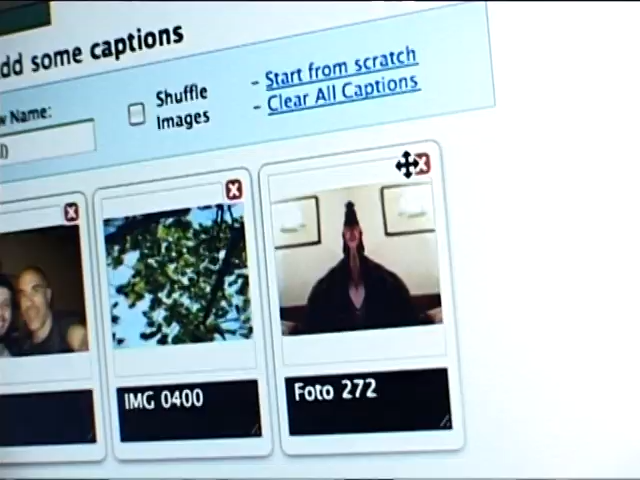 dd some captions
w Name:
Shuffle
Images
- Start from scratch
- Clear All Captions
IMG 0400
Foto 272